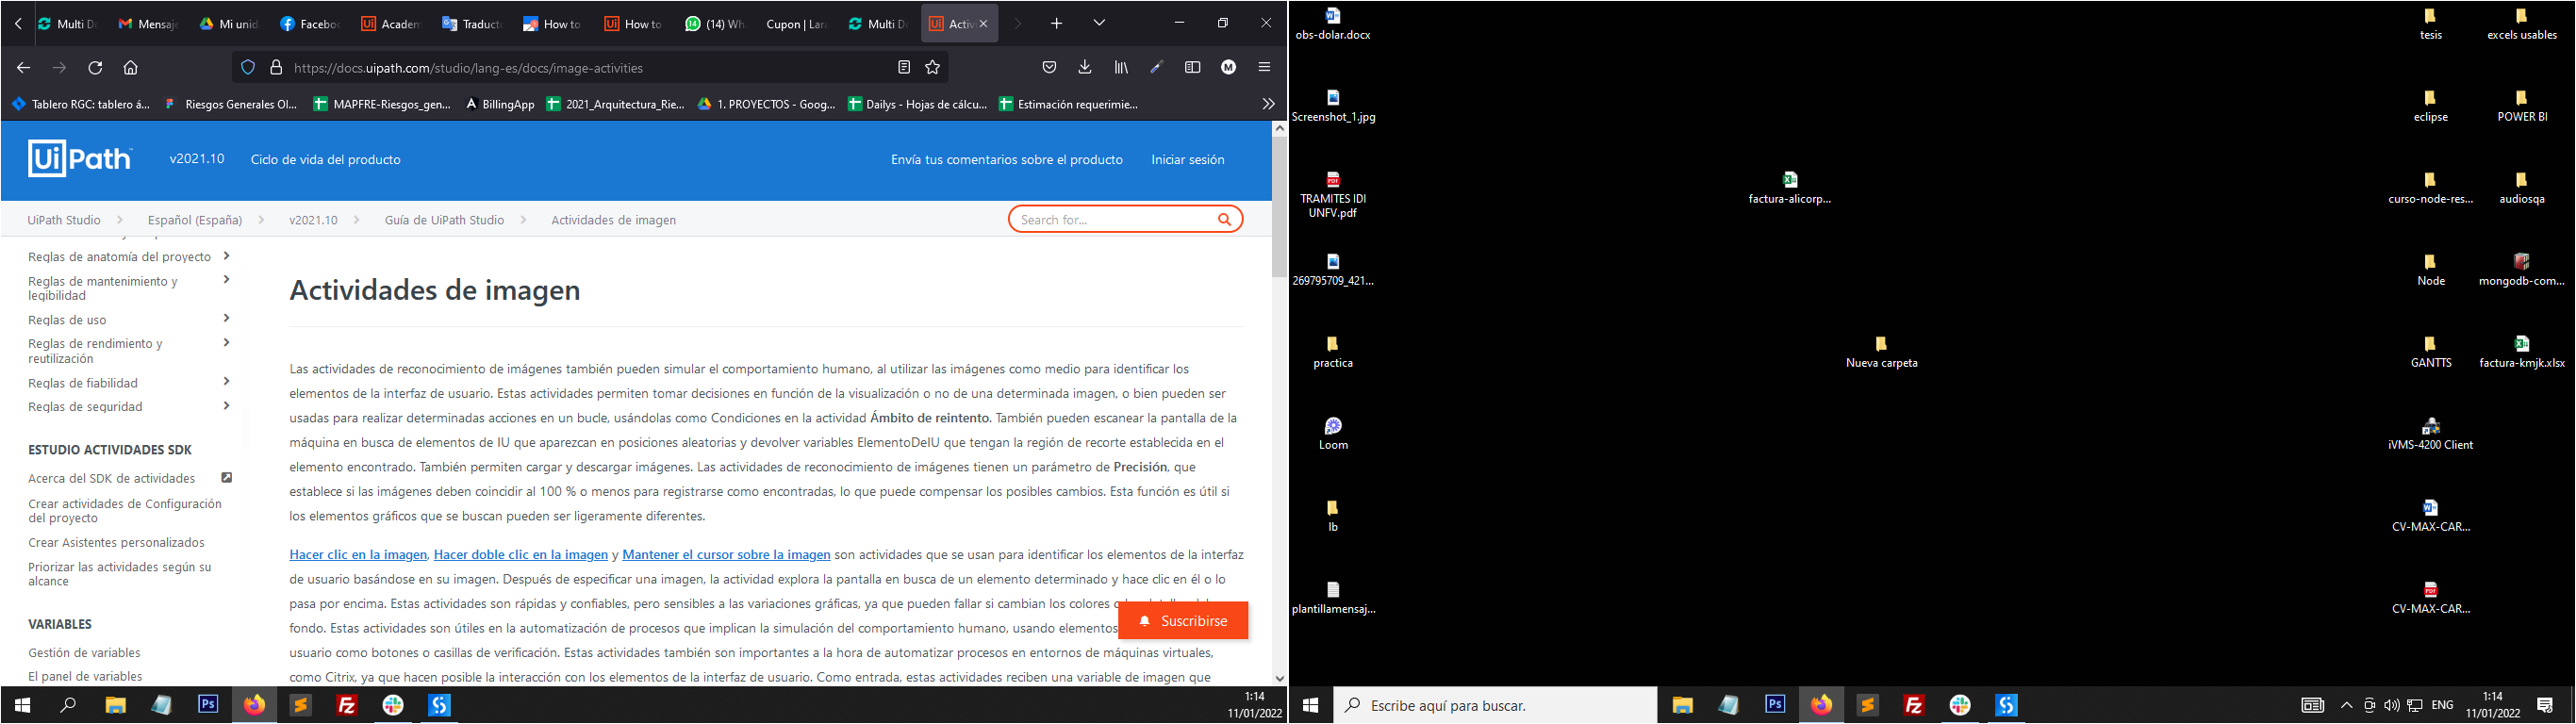 Multi D
Mensaje
Mi unid
Facebo
Academ
Traducto
How to
How to
(14) Wh
Cupon | Lara
Multi D
Activ
https://docs.uipath.com/studio/lang-es/docs/image-activities
Tablero RGC: tablero á...
Riesgos Generales Ol...
MAPFRE-Riesgos_gen...
BillingApp
2021_Arquitectura_Rie...
1. PROYECTOS - Goog...
Dailys - Hojas de cálcu...
Estimación requerimie...
UiPath
v2021.10
Ciclo de vida del producto
Envía tus comentarios sobre el producto
Iniciar sesión
UiPath Studio
Español (España)
v2021.10
Guía de UiPath Studio
Actividades de imagen
Search for...
Reglas de anatomía del proyecto
Reglas de mantenimiento y
legibilidad
Reglas de uso
Reglas de rendimiento y
reutilización
Reglas de fiabilidad
Reglas de seguridad
ESTUDIO ACTIVIDADES SDK
Acerca del SDK de actividades
Crear actividades de Configuración
del proyecto
Crear Asistentes personalizados
Priorizar las actividades según su
alcance
VARIABLES
Gestión de variables
El panel de variables
Actividades de imagen
Las actividades de reconocimiento de imágenes también pueden simular el comportamiento humano, al utilizar las imágenes como medio para identificar los
elementos de la interfaz de usuario. Estas actividades permiten tomar decisiones en función de la visualización o no de una determinada imagen, o bien pueden ser
usadas para realizar determinadas acciones en un bucle, usándolas como Condiciones en la actividad Ámbito de reintento. También pueden escanear la pantalla de la
máquina en busca de elementos de IU que aparezcan en posiciones aleatorias y devolver variables ElementoDeIU que tengan la región de recorte establecida en el
elemento encontrado. También permiten cargar y descargar imágenes. Las actividades de reconocimiento de imágenes tienen un parámetro de Precisión, que
establece si las imágenes deben coincidir al 100 % o menos para registrarse como encontradas, lo que puede compensar los posibles cambios. Esta función es útil si
los elementos gráficos que se buscan pueden ser ligeramente diferentes.
Hacer clic en la imagen, Hacer doble clic en la imagen y Mantener el cursor sobre la imagen son actividades que se usan para identificar los elementos de la interfaz
de usuario basándose en su imagen. Después de especificar una imagen, la actividad explora la pantalla en busca de un elemento determinado y hace clic en él o lo
pasa por encima. Estas actividades son rápidas y confiables, pero sensibles a las variaciones gráficas, ya que pueden fallar si cambian los colores
fondo. Estas actividades son útiles en la automatización de procesos que implican la simulación del comportamiento humano, usando elementos
usuario como botones o casillas de verificación. Estas actividades también son importantes a la hora de automatizar procesos en entornos de máquinas virtuales,
como Citrix, ya que hacen posible la interacción con los elementos de la interfaz de usuario. Como entrada, estas actividades reciben una variable de imagen que
Suscribirse
1:14
11/01/2022
obs-dolar.docx
Screenshot_1.jpg
TRAMITES IDI
UNFV.pdf
269795709_421...
practica
Loom
lb
plantillamensaj...
factura-alicorp...
Nueva carpeta
tesis
excels usables
eclipse
POWER BI
curso-node-res...
audiosqa
Node
mongodb-com...
GANTTS
factura-kmjk.xlsx
iVMS-4200 Client
CV-MAX-CAR...
CV-MAX-CAR...
Escribe aquí para buscar.
ENG
1:14
11/01/2022